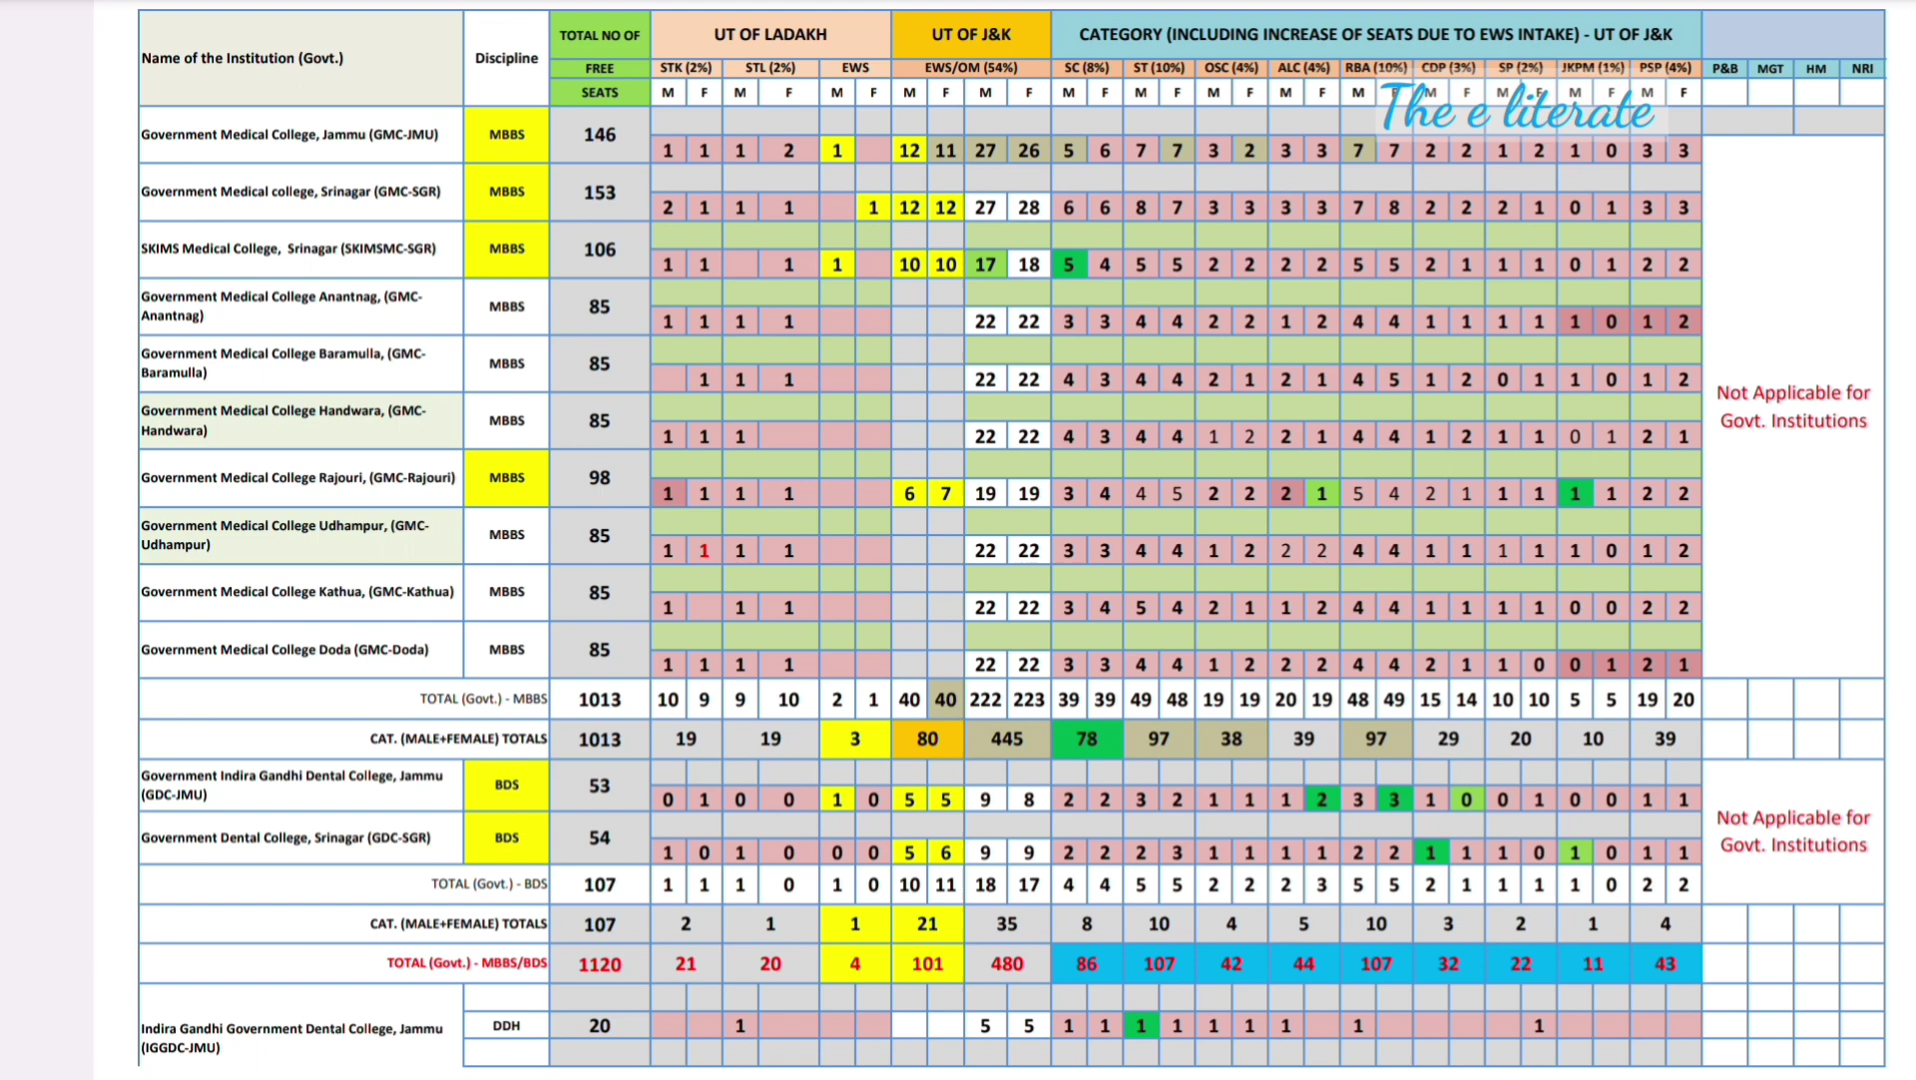 Name of the Institution (Govt.) Discipline TOTAL NO OF FREE SEATS UT OF LADAKH UT OF J&K CATEGORY (INCLUDING INCREASE OF SEATS DUE TO EWS INTAKE) - UT OF J&K
STK (2%) STL (2%) EWS EWS/OM (54%) SC (8%) ST (10%) OSC (4%) ALC (4%) RBA (10%) CDP (3%) SP (2%) JKPM (1%) PSP (4%) P&B MGT HM NRI
M F M F M F M F M F M F M F M F M F M F M F M F M F M F
The e literate
Government Medical College, Jammu (GMC-JMU) MBBS 146 1 1 1 2 1 12 11 27 26 5 6 7 7 3 2 3 3 7 7 2 2 1 2 1 0 3 3
Government Medical college, Srinagar (GMC-SGR) MBBS 153 2 1 1 1 1 12 12 27 28 6 6 8 7 3 3 3 3 7 8 2 2 2 1 0 1 3 3
SKIMS Medical College, Srinagar (SKIMSMC-SGR) MBBS 106 1 1 1 1 10 10 17 18 5 4 5 5 2 2 2 2 5 5 2 1 1 1 0 1 2 2
Government Medical College Anantnag, (GMC-
Anantnag) MBBS 85 1 1 1 1 22 22 3 3 4 4 2 2 1 2 4 4 1 1 1 1 1 0 1 2
Government Medical College Baramulla, (GMC-
Baramulla) MBBS 85 1 1 1 22 22 4 3 4 4 2 1 2 1 4 5 1 2 0 1 1 0 1 2
Not Applicable for
Govt. Institutions
Government Medical College Handwara, (GMC-
Handwara) MBBS 85 1 1 1 22 22 4 3 4 4 1 2 2 1 4 4 1 2 1 1 0 1 2 1
Government Medical College Rajouri, (GMC-Rajouri) MBBS 98 1 1 1 1 6 7 19 19 3 4 4 5 2 2 2 1 5 4 2 1 1 1 1 1 2 2
Government Medical College Udhampur, (GMC-
Udhampur) MBBS 85 1 1 1 1 22 22 3 3 4 4 1 2 2 2 4 4 1 1 1 1 1 0 1 2
Government Medical College Kathua, (GMC-Kathua) MBBS 85 1 1 1 22 22 3 4 5 4 2 1 1 2 4 4 1 1 1 1 0 0 2 2
Government Medical College Doda (GMC-Doda) MBBS 85 1 1 1 1 22 22 3 3 4 4 1 2 2 2 4 4 2 1 1 0 0 1 2 1
TOTAL (Govt.) - MBBS 1013 10 9 9 10 2 1 40 40 222 223 39 39 49 48 19 19 20 19 48 49 15 14 10 10 5 5 19 20
CAT. (MALE+FEMALE) TOTALS 1013 19 19 3 80 445 78 97 38 39 97 29 20 10 39
Government Indira Gandhi Dental College, Jammu
(GDC-JMU) BDS 53 0 1 0 0 1 0 5 5 9 8 2 2 3 2 1 1 1 2 3 3 1 0 0 1 0 0 1 1
Not Applicable for
Govt. Institutions
Government Dental College, Srinagar (GDC-SGR) BDS 54 1 0 1 0 0 0 5 6 9 9 2 2 2 3 1 1 1 1 2 2 1 1 1 0 1 0 1 1
TOTAL (Govt.) - BDS 107 1 1 1 0 1 0 10 11 18 17 4 4 5 5 2 2 2 3 5 5 2 1 1 1 1 0 2 2
CAT. (MALE+FEMALE) TOTALS 107 2 1 1 21 35 8 10 4 5 10 3 2 1 4
TOTAL (Govt.) - MBBS/BDS 1120 21 20 4 101 480 86 107 42 44 107 32 22 11 43
Indira Gandhi Government Dental College, Jammu
(IGGDC-JMU) DDH 20 1 5 5 1 1 1 1 1 1 1 1 1